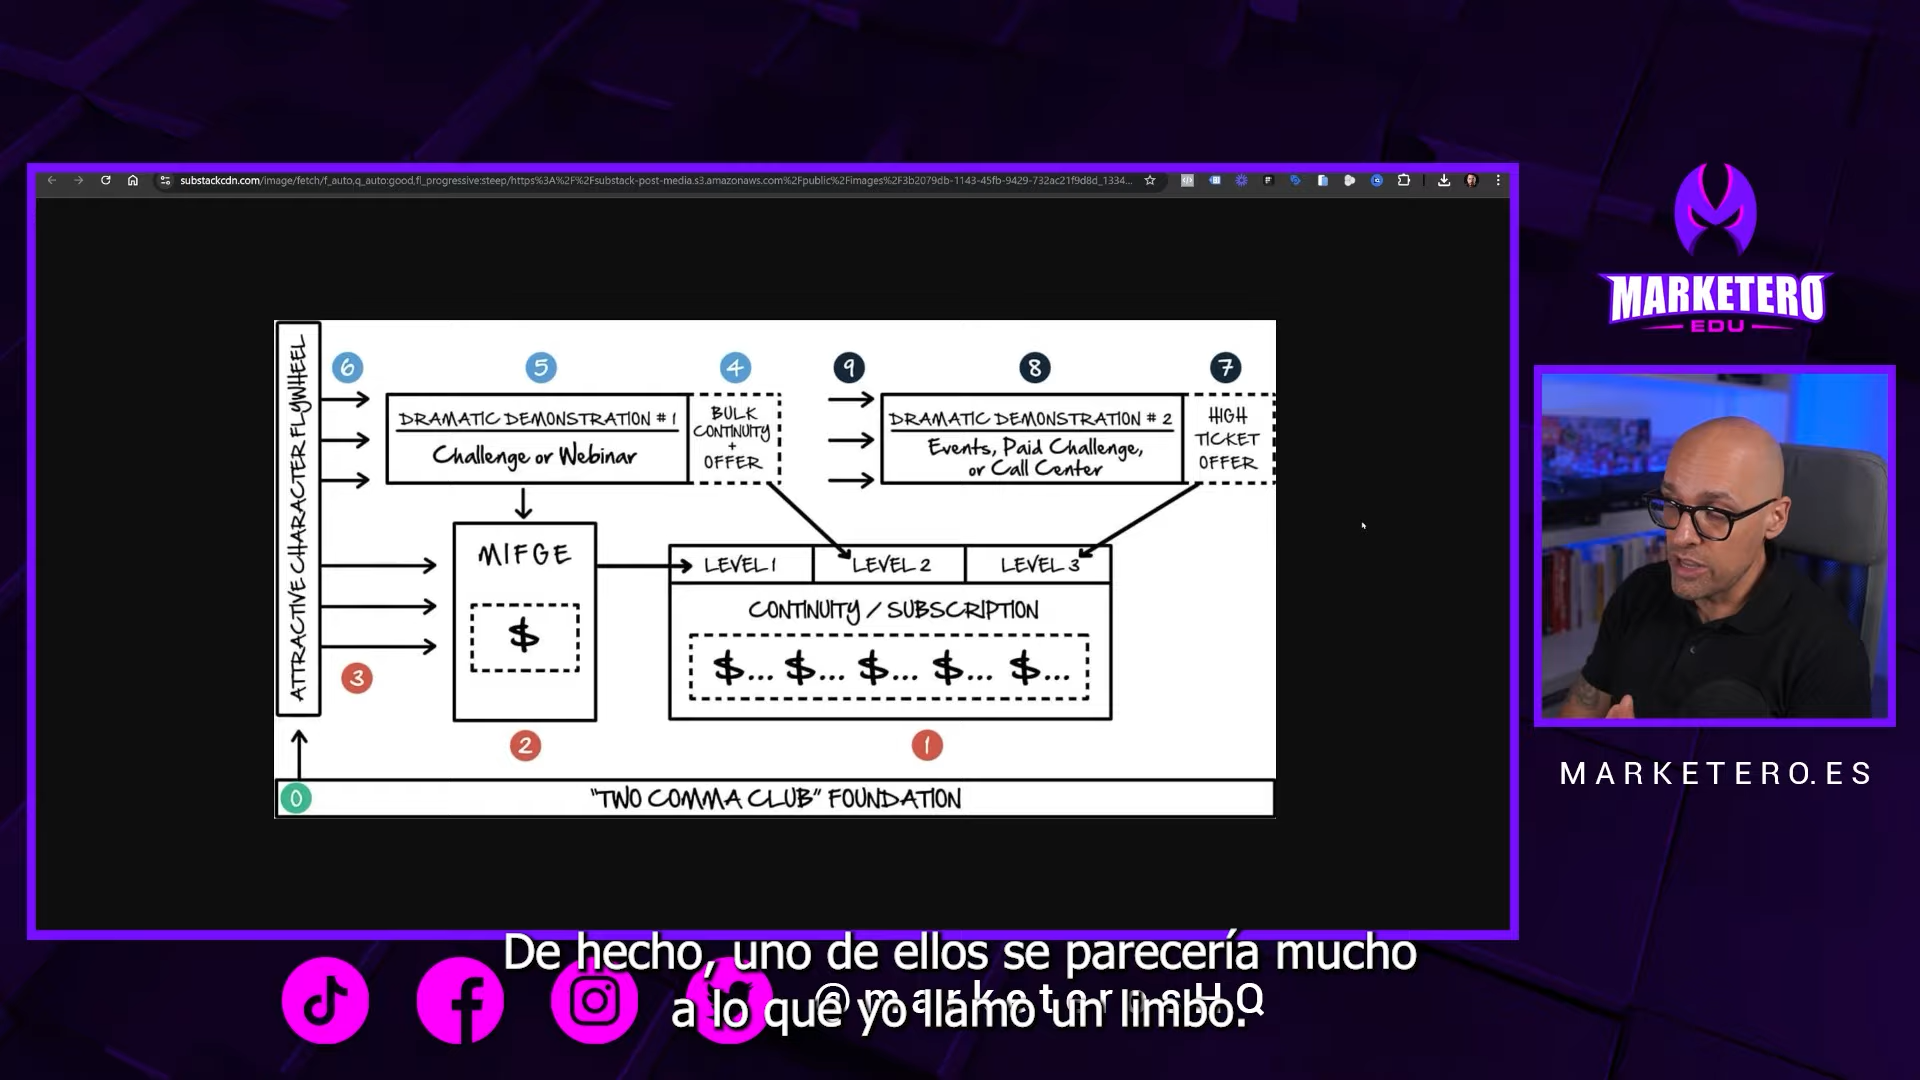 substackcdn.com/image/fetch/f_auto,q_auto:good,fl_progressive:steep/https%3A%2F%2Fsubstack-post-media.s3.amazonaws.com%2Fpublic%2Fimages%2F3b2079db-1143-45fb-9429-732ac21f9d8d_1334...
MARKETERO
EDU
ATTRACTIVE CHARACTER FLYWHEEL
6
5
4
9
8
7
DRAMATIC DEMONSTRATION #1
Challenge or Webinar
BULK
CONTINUITY
+
OFFER
DRAMATIC DEMONSTRATION #2
Events, Paid Challenge,
or Call Center
HIGH
TICKET
OFFER
MIFGE
$
LEVEL 1
LEVEL 2
LEVEL 3
CONTINUITY / SUBSCRIPTION
$... $... $... $... $...
3
2
1
0
"TWO COMMA CLUB" FOUNDATION
MARKETERO.ES
De hecho, uno de ellos se parecería mucho
a lo que yo llamo un limbo.
@marketerosHQ